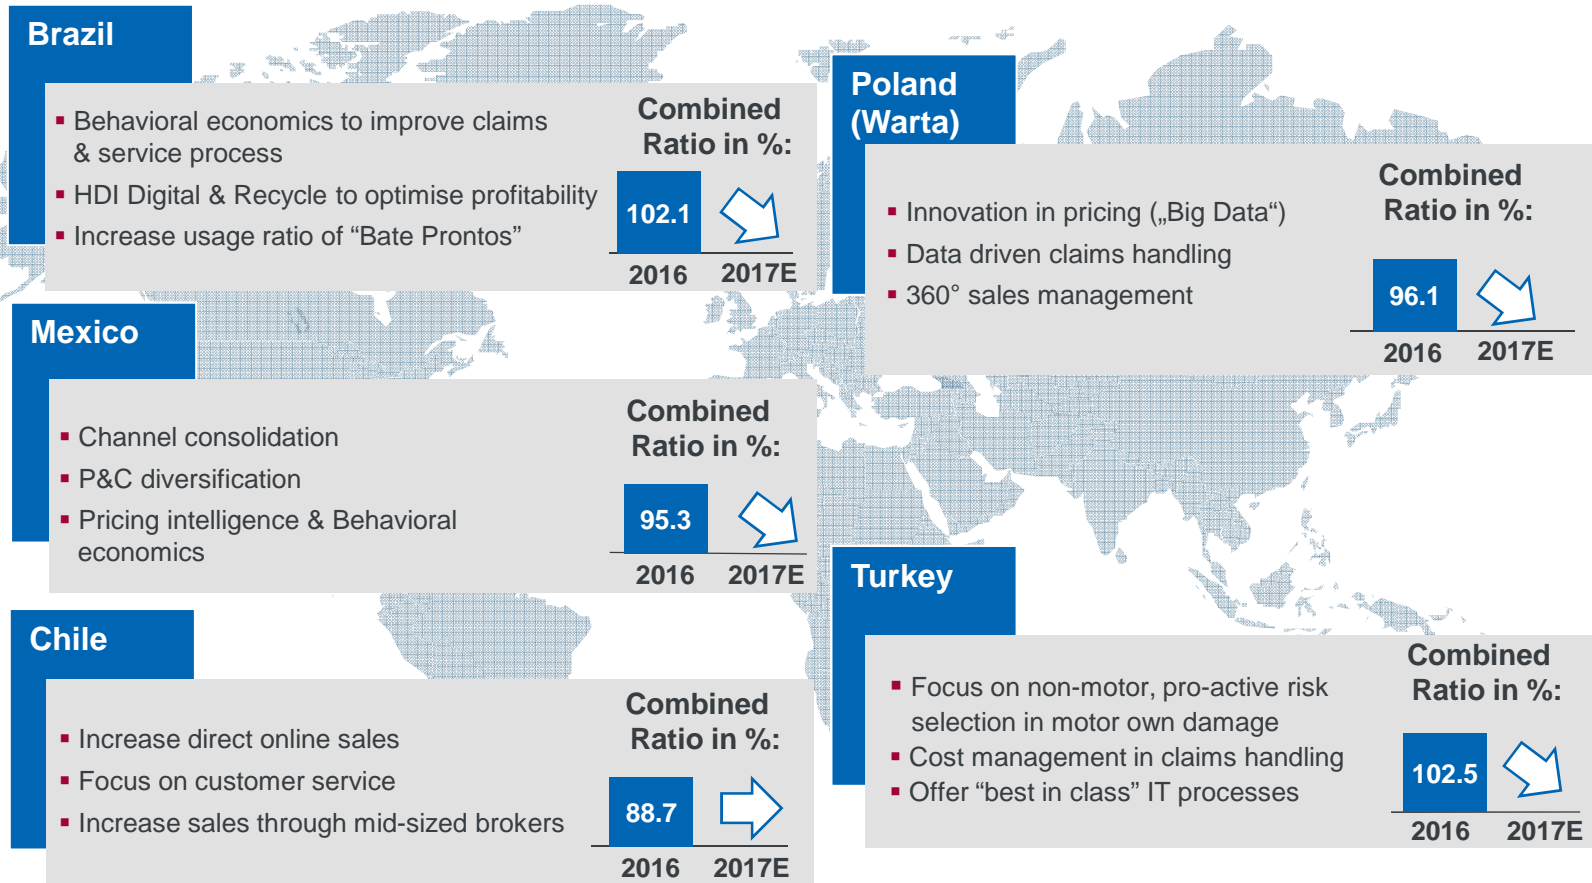 Brazil
▪ Behavioral economics to improve claims
& service process
▪ HDI Digital & Recycle to optimise profitability
▪ Increase usage ratio of “Bate Prontos”
Combined
Ratio in %:
102.1
2016 2017E
Mexico
▪ Channel consolidation
▪ P&C diversification
▪ Pricing intelligence & Behavioral
economics
Combined
Ratio in %:
95.3
2016 2017E
Chile
▪ Increase direct online sales
▪ Focus on customer service
▪ Increase sales through mid-sized brokers
Combined
Ratio in %:
88.7
2016 2017E
Poland
(Warta)
▪ Innovation in pricing („Big Data“)
▪ Data driven claims handling
▪ 360° sales management
Combined
Ratio in %:
96.1
2016 2017E
Turkey
▪ Focus on non-motor, pro-active risk
selection in motor own damage
▪ Cost management in claims handling
▪ Offer “best in class” IT processes
Combined
Ratio in %:
102.5
2016 2017E